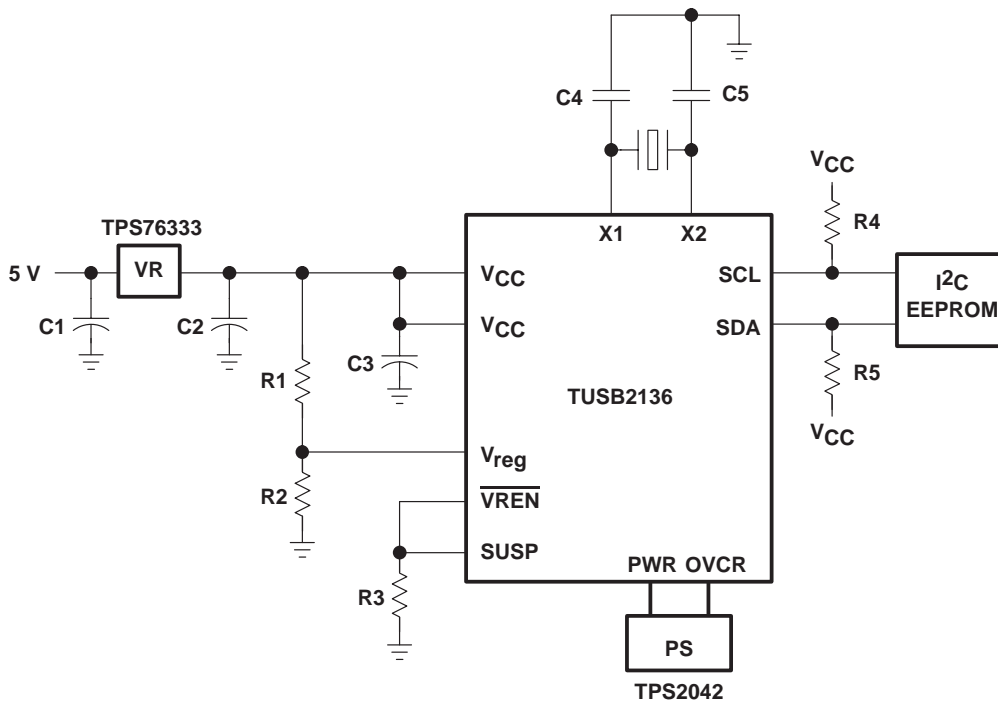 C4
C5
VCC
TPS76333
X1
X2
R4
5 V
VR
VCC
SCL
I2C
EEPROM
C1
C2
VCC
SDA
C3
R1
TUSB2136
R5
VCC
Vreg
R2
VREN
SUSP
PWR
OVCR
R3
PS
TPS2042